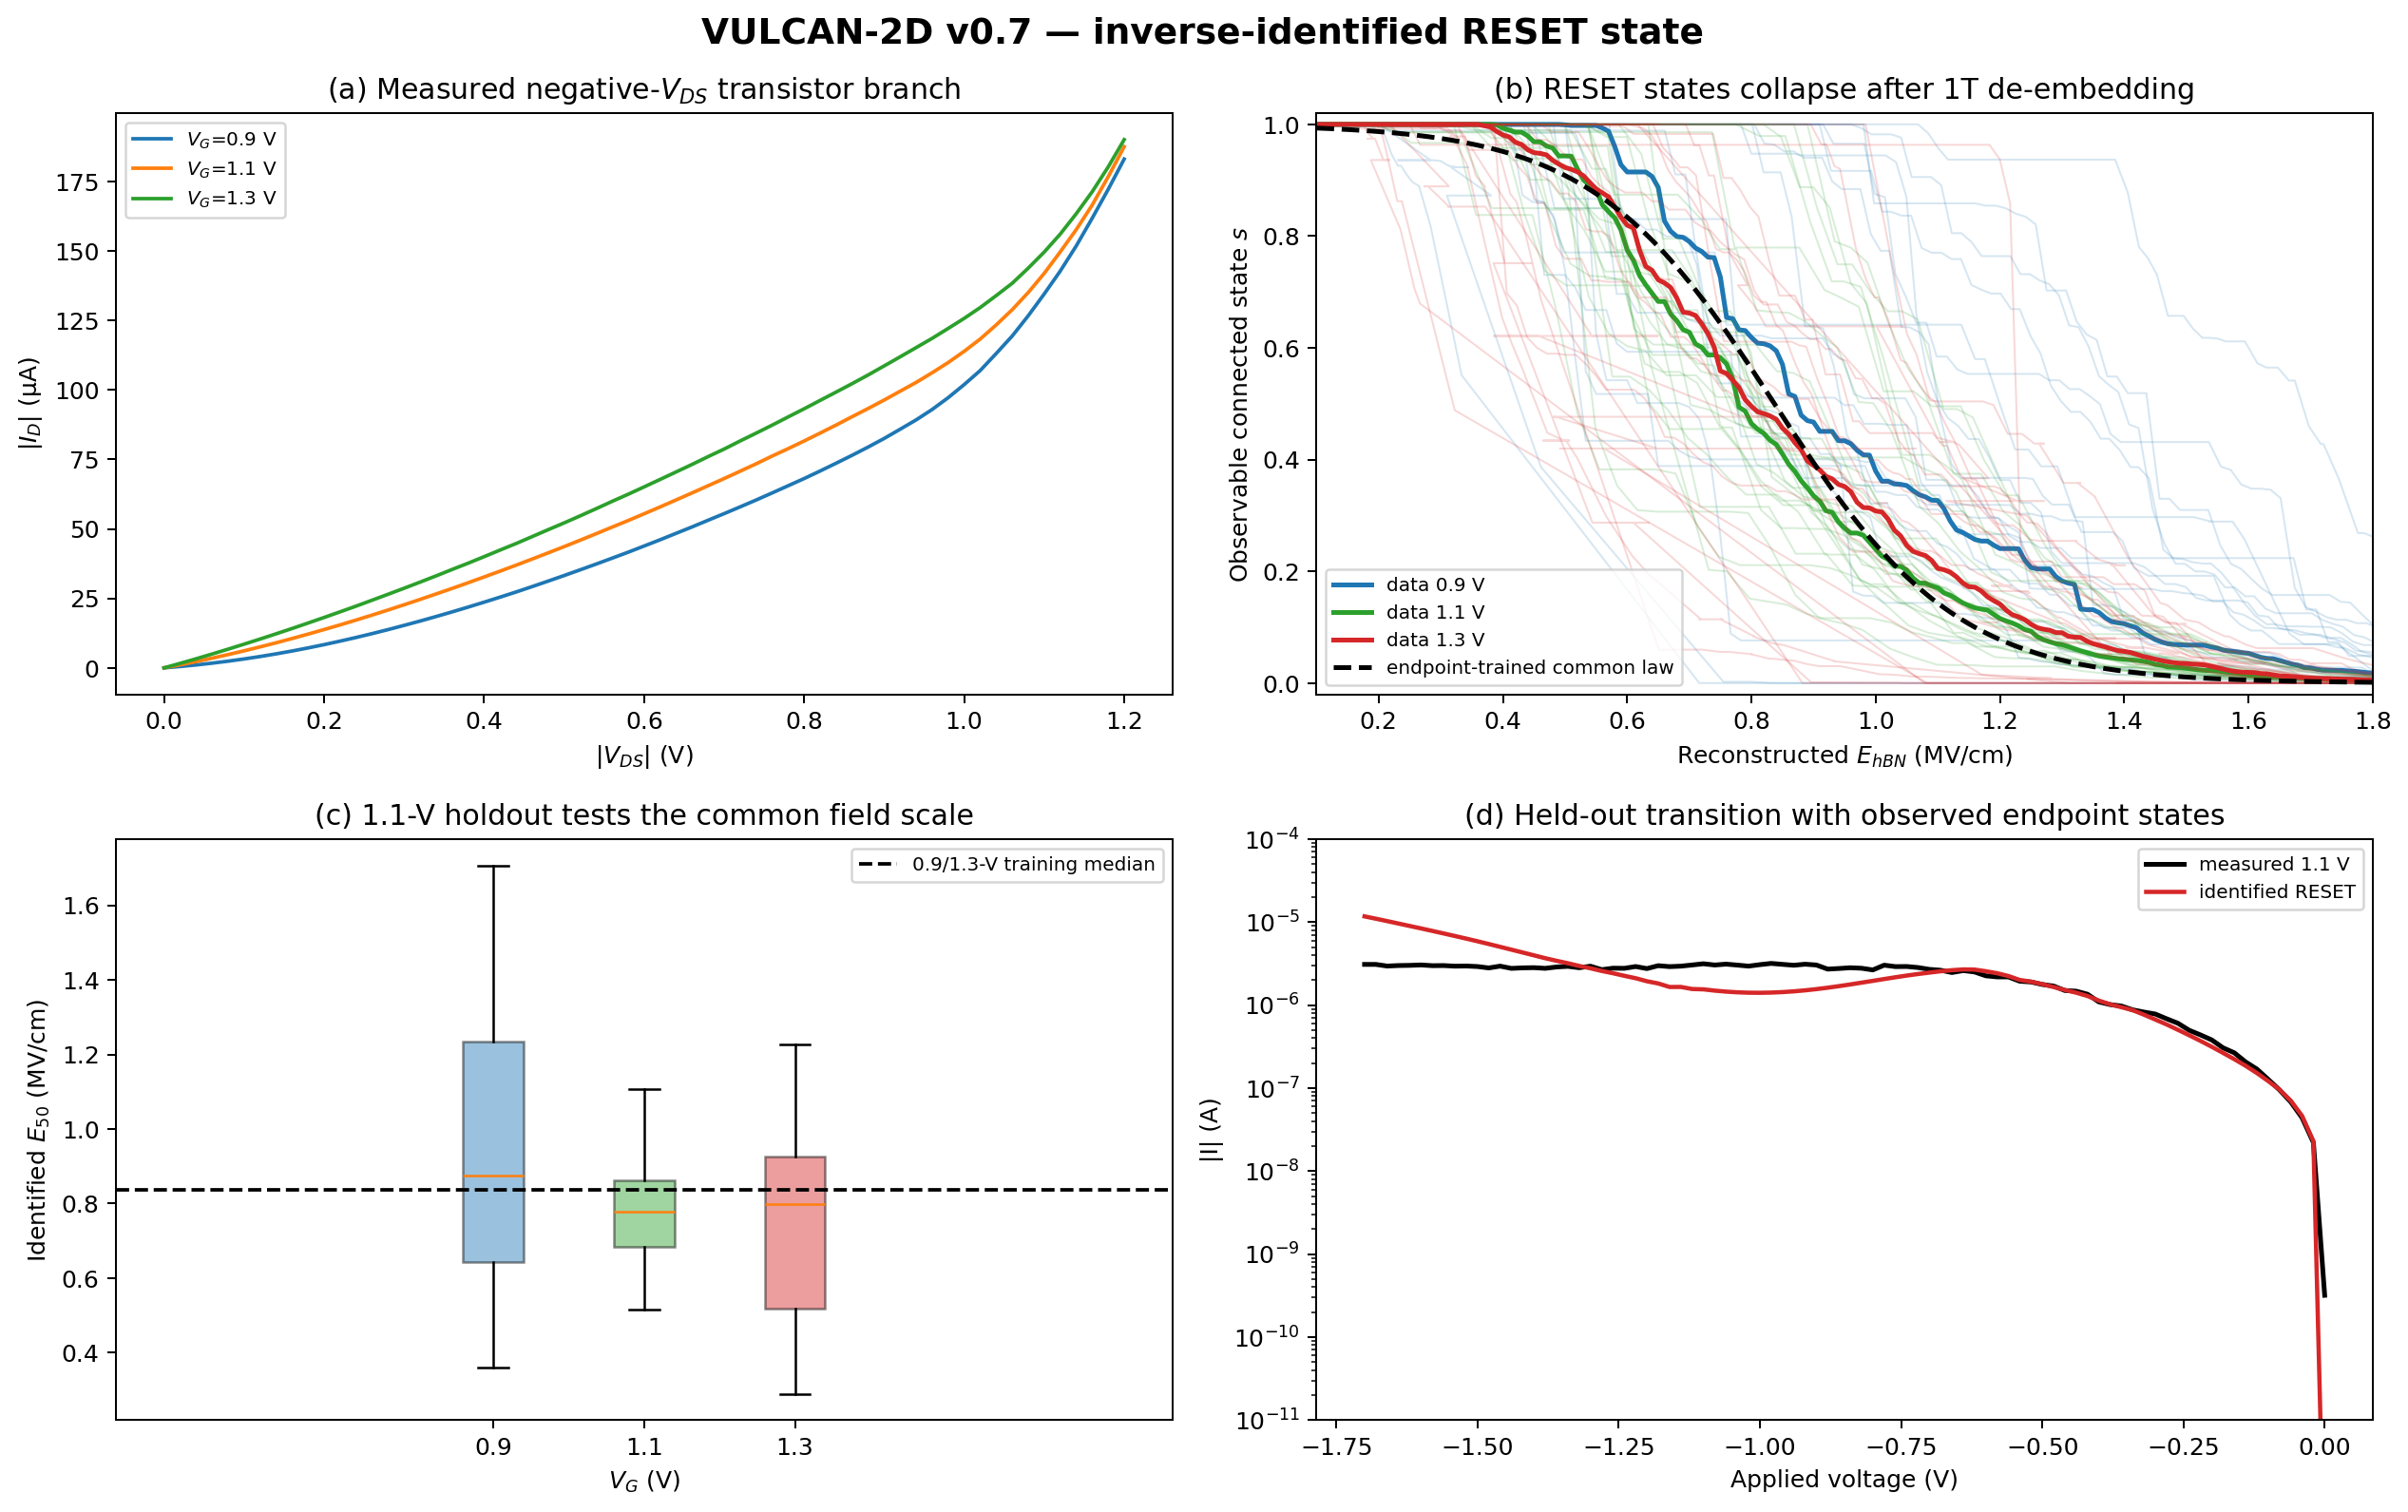 VULCAN-2D v0.7 — inverse-identified RESET state
(a) Measured negative-V_DS transistor branch
V_G=0.9 V
V_G=1.1 V
V_G=1.3 V
175
150
125
100
75
50
25
0
|I_D| (µA)
0.0 0.2 0.4 0.6 0.8 1.0 1.2
|V_DS| (V)
(b) RESET states collapse after 1T de-embedding
1.0
0.8
0.6
0.4
0.2
0.0
Observable connected state s
data 0.9 V
data 1.1 V
data 1.3 V
endpoint-trained common law
0.2 0.4 0.6 0.8 1.0 1.2 1.4 1.6 1.8
Reconstructed E_hBN (MV/cm)
(c) 1.1-V holdout tests the common field scale
0.9/1.3-V training median
1.6
1.4
1.2
1.0
0.8
0.6
0.4
Identified E_50 (MV/cm)
0.9 1.1 1.3
V_G (V)
(d) Held-out transition with observed endpoint states
measured 1.1 V
identified RESET
10^−4
10^−5
10^−6
10^−7
10^−8
10^−9
10^−10
10^−11
|I| (A)
−1.75 −1.50 −1.25 −1.00 −0.75 −0.50 −0.25 0.00
Applied voltage (V)